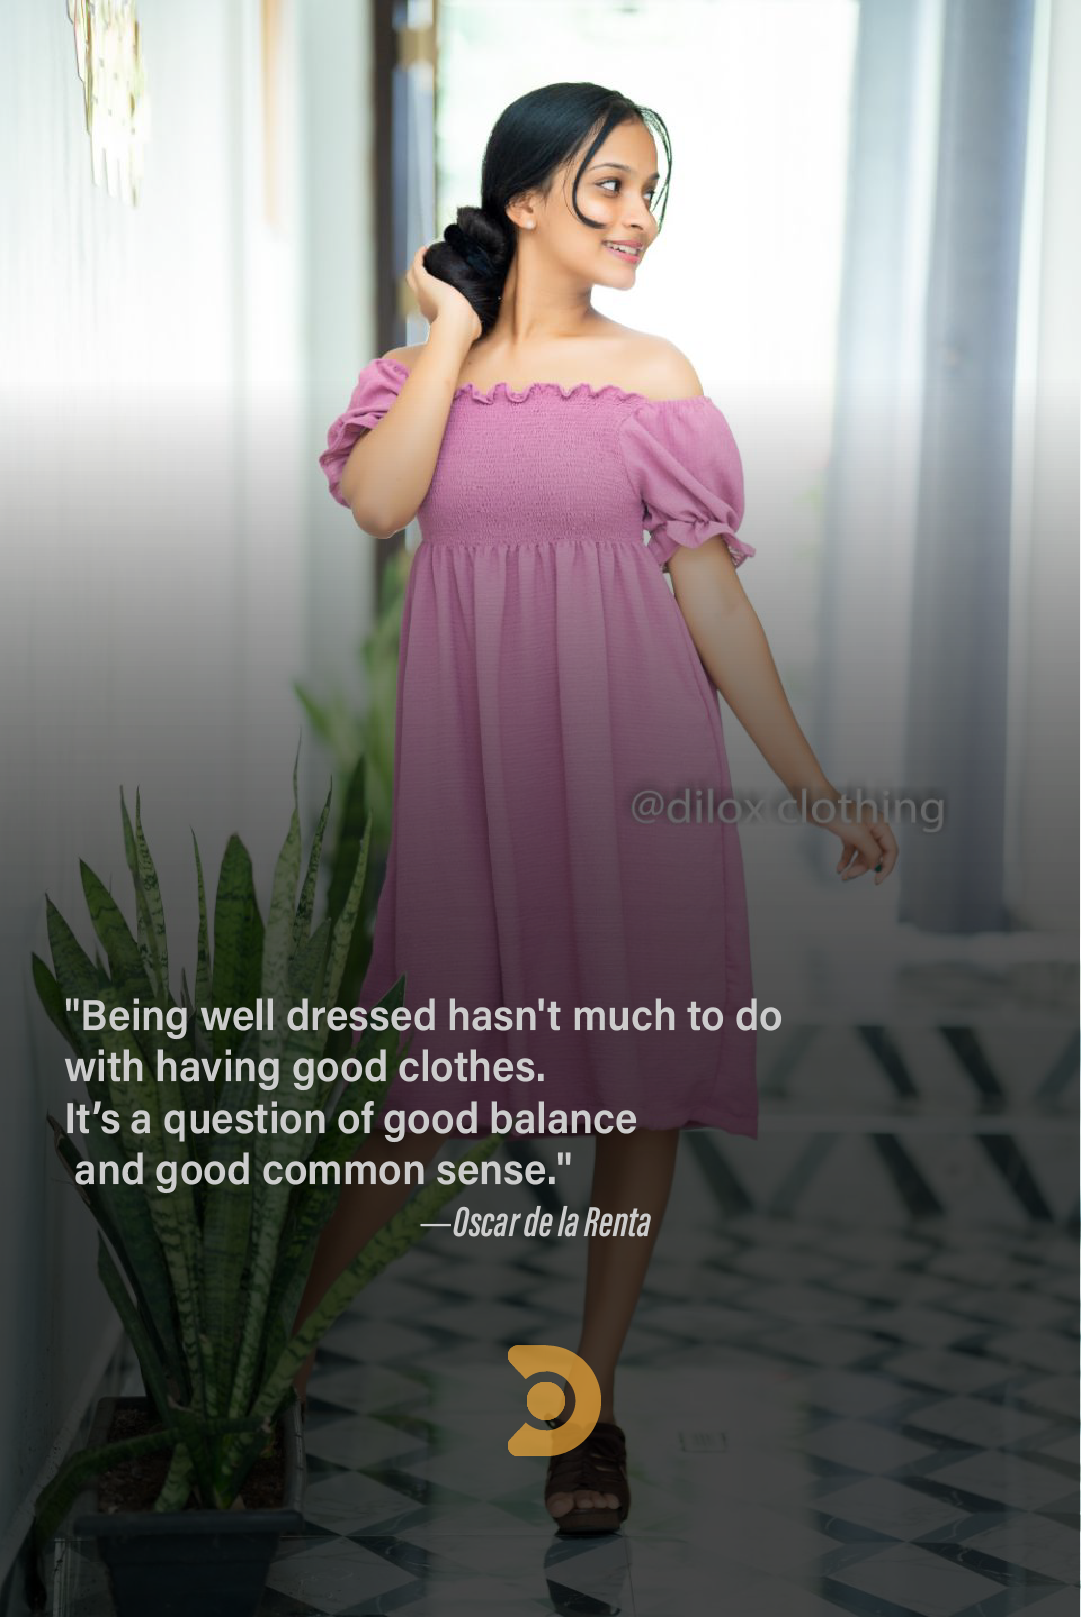 @dilox clothing
"Being well dressed hasn't much to do
with having good clothes.
It’s a question of good balance
and good common sense."
—Oscar de la Renta